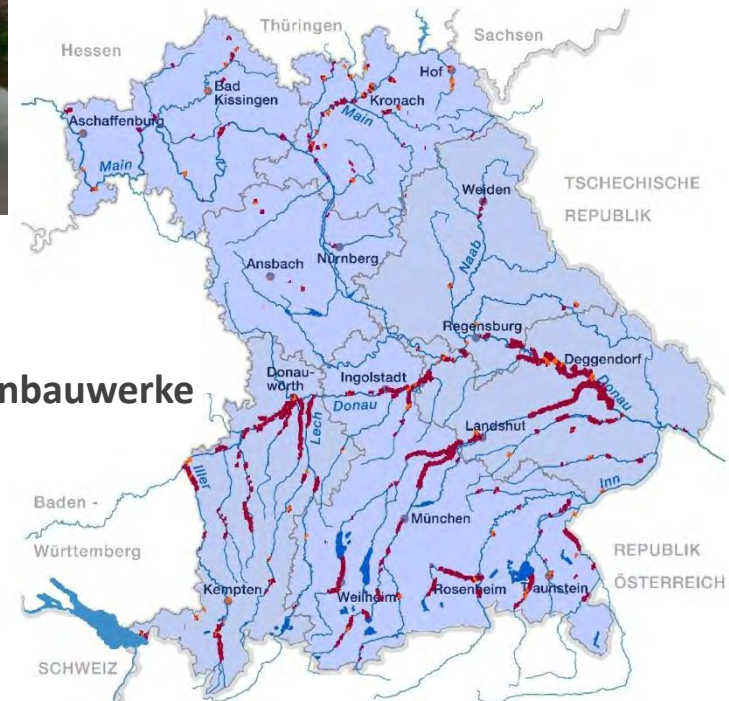 Hessen
Thüringen
Sachsen
Hof
Bad
Kissingen
Kronach
Aschaffenburg
Main
Main
Weiden
TSCHECHISCHE
REPUBLIK
Naab
Nürnberg
Ansbach
Regensburg
Deggendorf
Donau-
wörth
Ingolstadt
nbauwerke
Donau
Donau
Lech
Landshut
Iller
Inn
Baden -
Württemberg
München
REPUBLIK
ÖSTERREICH
Kempten
Weilheim
Rosenheim
Traunstein
SCHWEIZ